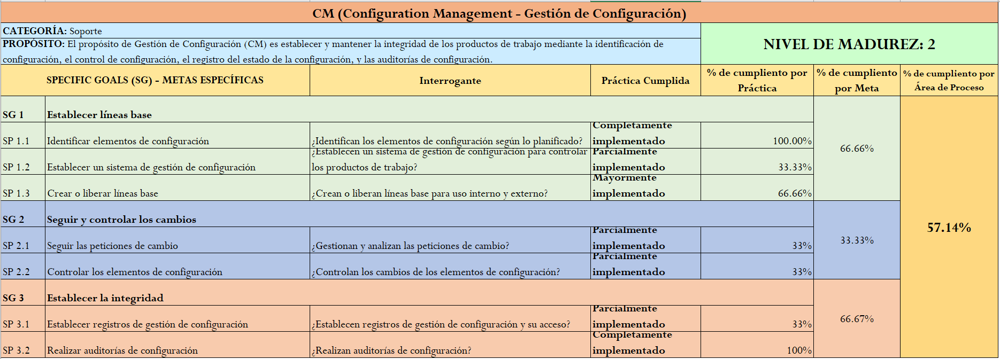 CM (Configuration Management - Gestión de Configuración)
CATEGORÍA: Soporte
PROPÓSITO: El propósito de Gestión de Configuración (CM) es establecer y mantener la integridad de los productos de trabajo mediante la identificación de
configuración, el control de configuración, el registro del estado de la configuración, y las auditorías de configuración.
NIVEL DE MADUREZ: 2
SPECIFIC GOALS (SG) - METAS ESPECÍFICAS
Interrogante
Práctica Cumplida
% de cumpliento por
Práctica
% de cumpliento
por Meta
% de cumpliento por
Área de Proceso
SG 1 Establecer líneas base
SP 1.1 Identificar elementos de configuración ¿Identifican los elementos de configuración según lo planificado? Completamente
implementado 100.00%
66.66%
SP 1.2 Establecer un sistema de gestión de configuración ¿Establecen un sistema de gestión de configuración para controlar
los productos de trabajo? Parcialmente
implementado 33.33%
SP 1.3 Crear o liberar líneas base ¿Crean o liberan líneas base para uso interno y externo? Mayormente
implementado 66.66%
SG 2 Seguir y controlar los cambios
57.14%
SP 2.1 Seguir las peticiones de cambio ¿Gestionan y analizan las peticiones de cambio? Parcialmente
implementado 33%
33.33%
SP 2.2 Controlar los elementos de configuración ¿Controlan los cambios de los elementos de configuración? Parcialmente
implementado 33%
SG 3 Establecer la integridad
SP 3.1 Establecer registros de gestión de configuración ¿Establecen registros de gestión de configuración y su acceso? Parcialmente
implementado 33%
66.67%
SP 3.2 Realizar auditorías de configuración ¿Realizan auditorías de configuración? Completamente
implementado 100%